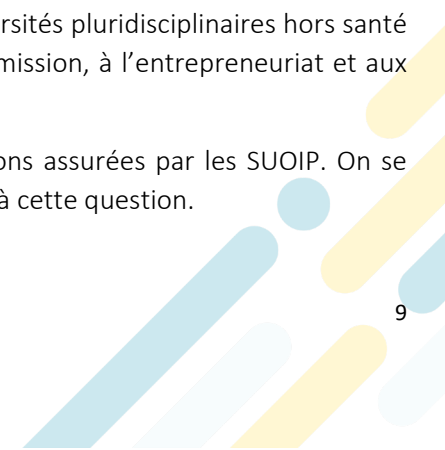 rsités pluridisciplinaires hors santé
mission, à l’entrepreneuriat et aux
ons assurées par les SUOIP. On se
à cette question.
9